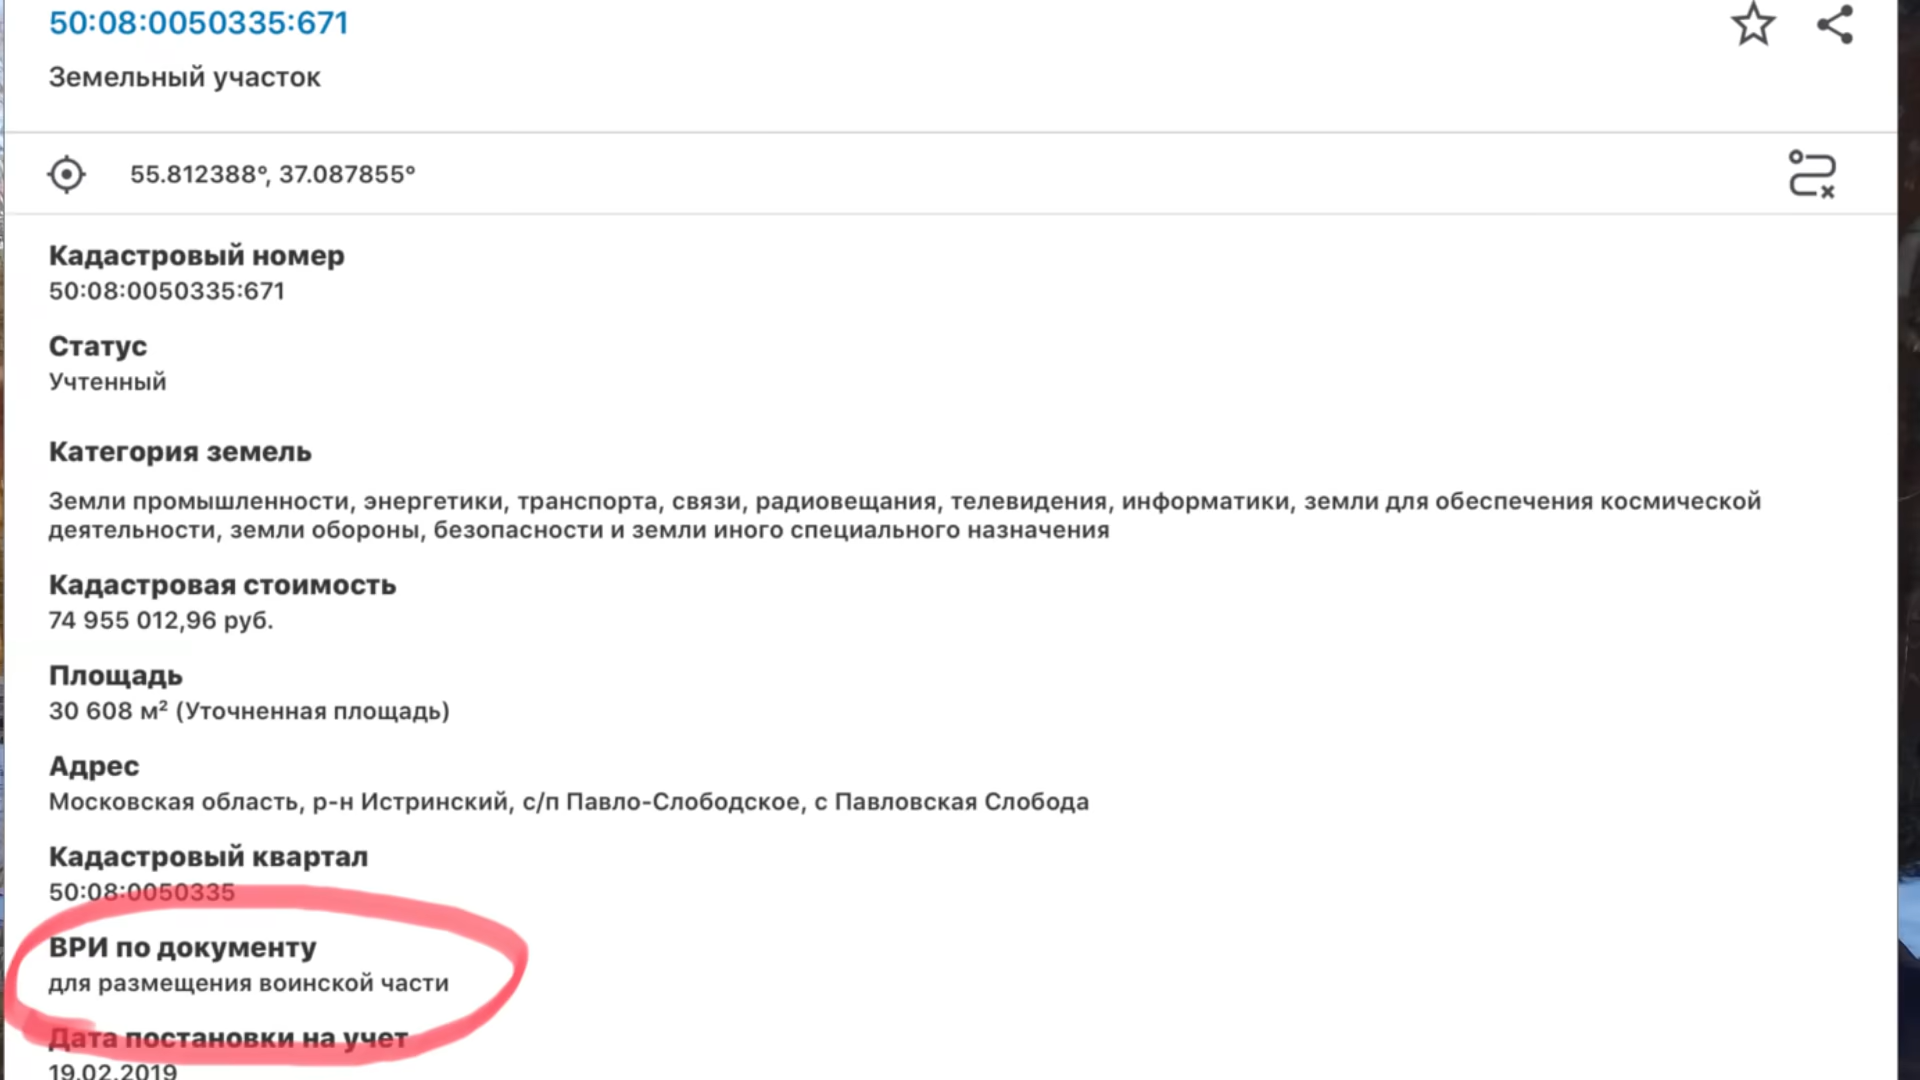 50:08:0050335:671
Земельный участок
55.812388°, 37.087855°
Кадастровый номер
50:08:0050335:671
Статус
Учтенный
Категория земель
Земли промышленности, энергетики, транспорта, связи, радиовещания, телевидения, информатики, земли для обеспечения космической
деятельности, земли обороны, безопасности и земли иного специального назначения
Кадастровая стоимость
74 955 012,96 руб.
Площадь
30 608 м² (Уточненная площадь)
Адрес
Московская область, р-н Истринский, с/п Павло-Слободское, с Павловская Слобода
Кадастровый квартал
50:08:0050335
ВРИ по документу
для размещения воинской части
Дата постановки на учет
19.02.2019